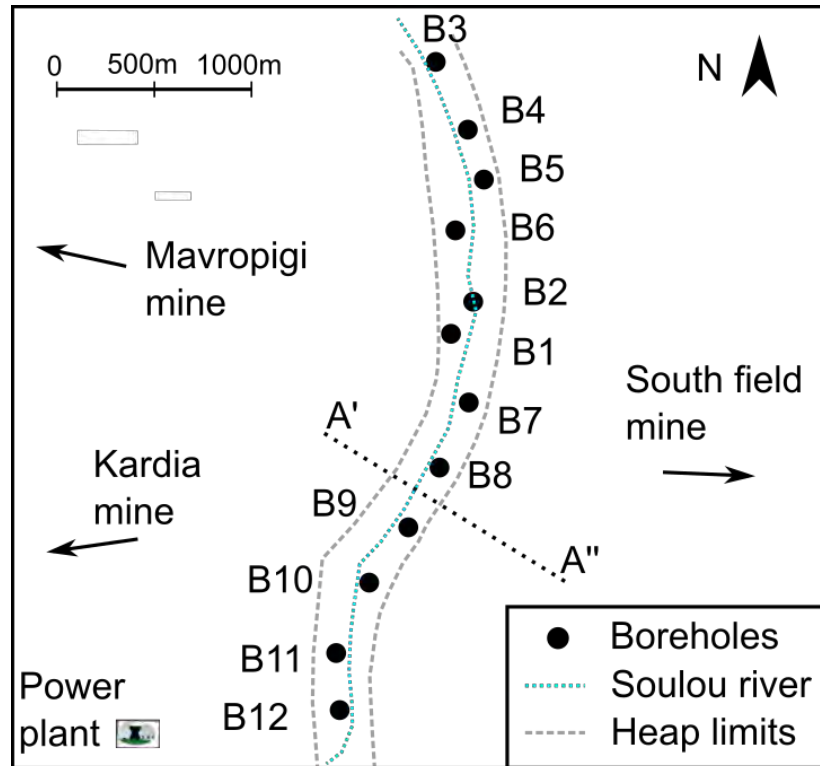 B3
0 500m 1000m
N
B4
B5
B6
Mavropigi
mine
B2
B1
South field
mine
A'
B7
Kardia
mine
B8
B9
A"
B10
B11
Power
plant
B12
Boreholes
Soulou river
Heap limits